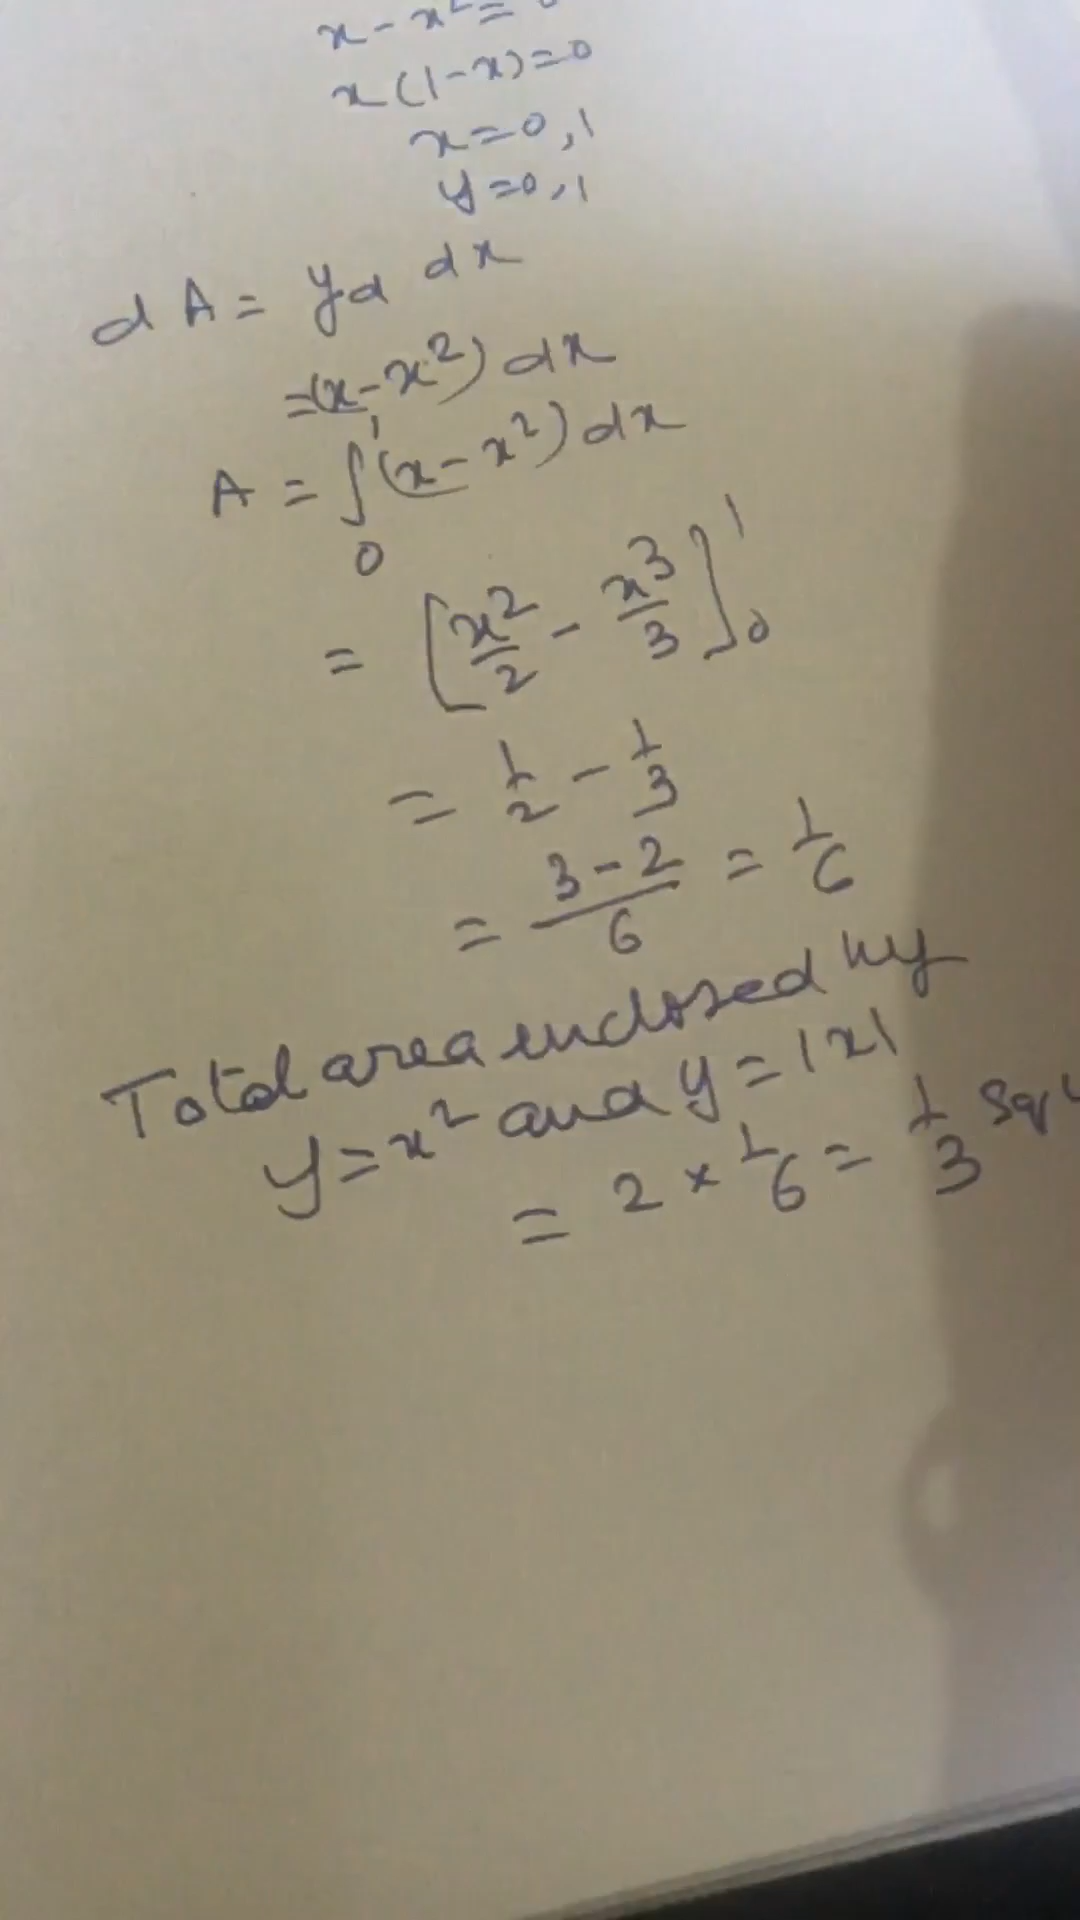 x - x² =
x(1-x)=0
x=0,1
y=0,1
dA = yd dx
=(x-x²) dx
A = ∫₀¹(x-x²) dx
= [x²/2 - x³/3]₀¹
= 1/2 - 1/3
= (3-2)/6 = 1/6
Total area enclosed by
y=x² and y=|x|
= 2 × 1/6 = 1/3 sq